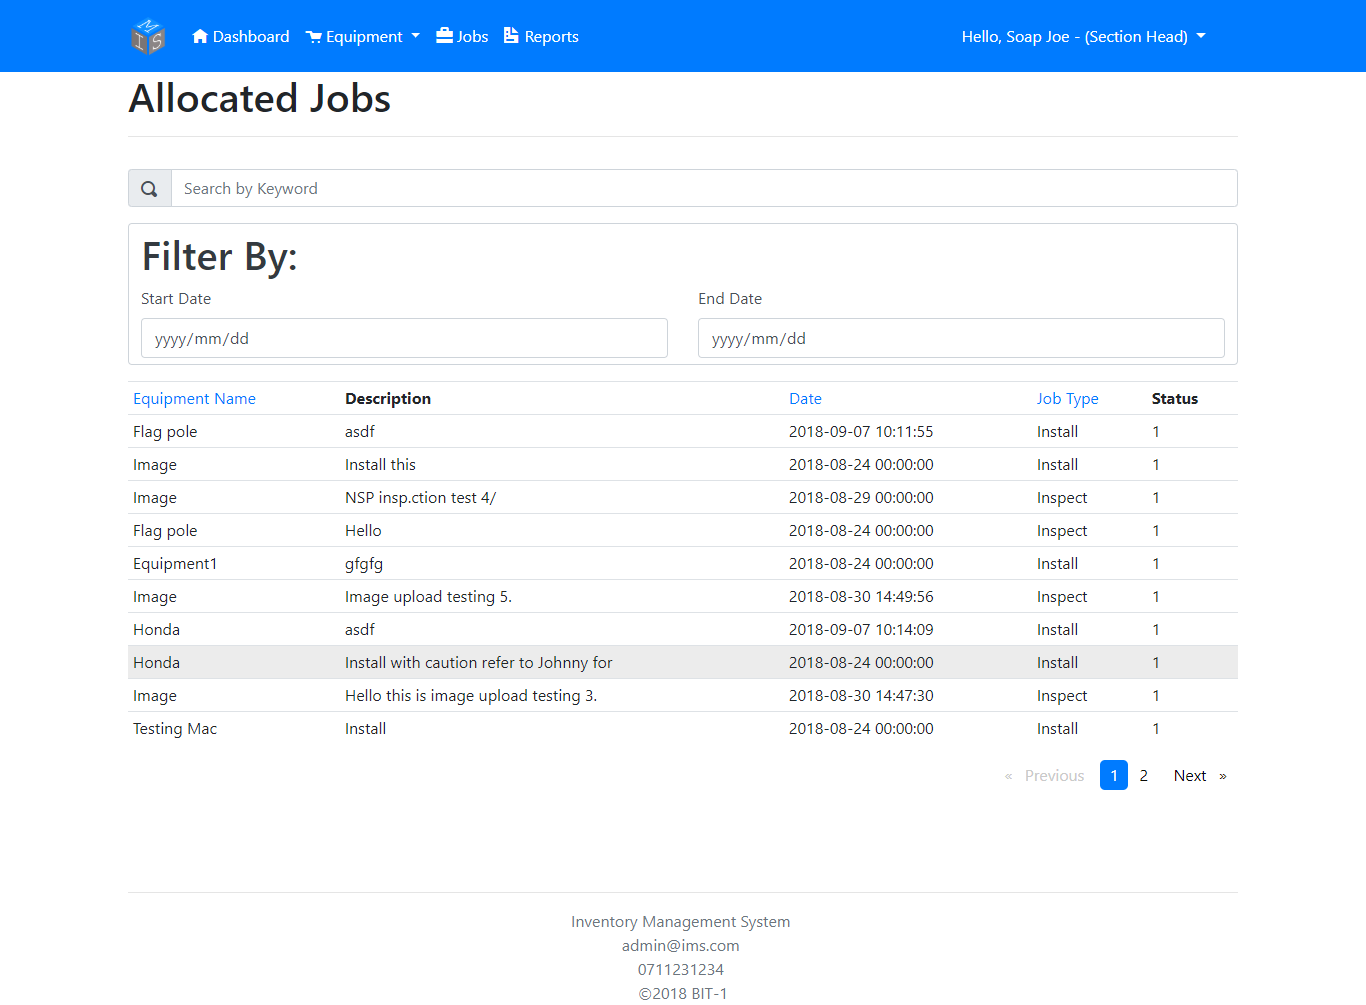 M I S
Dashboard Equipment Jobs Reports Hello, Soap Joe - (Section Head)
Allocated Jobs
Search by Keyword
Filter By:
Start Date End Date
yyyy/mm/dd yyyy/mm/dd
Equipment Name Description Date Job Type Status
Flag pole asdf 2018-09-07 10:11:55 Install 1
Image Install this 2018-08-24 00:00:00 Install 1
Image NSP insp.ction test 4/ 2018-08-29 00:00:00 Inspect 1
Flag pole Hello 2018-08-24 00:00:00 Inspect 1
Equipment1 gfgfg 2018-08-24 00:00:00 Install 1
Image Image upload testing 5. 2018-08-30 14:49:56 Inspect 1
Honda asdf 2018-09-07 10:14:09 Install 1
Honda Install with caution refer to Johnny for 2018-08-24 00:00:00 Install 1
Image Hello this is image upload testing 3. 2018-08-30 14:47:30 Inspect 1
Testing Mac Install 2018-08-24 00:00:00 Install 1
« Previous 1 2 Next »
Inventory Management System
admin@ims.com
0711231234
©2018 BIT-1